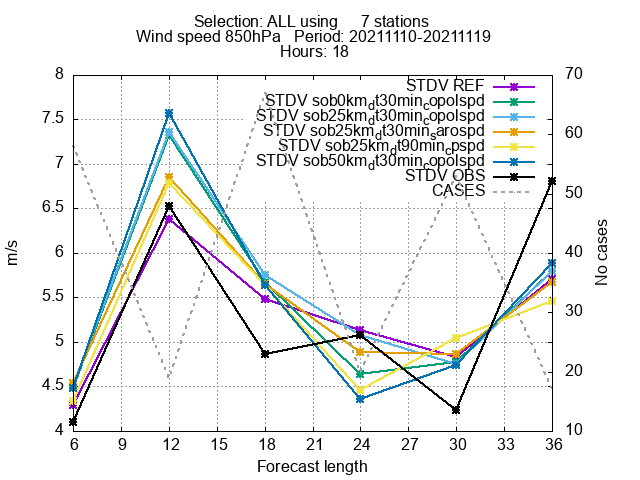 Selection: ALL using 7 stations
Wind speed 850hPa Period: 20211110-20211119
Hours: 18
STDV REF
STDV sob0km_dt30min_copolspd
STDV sob25km_dt30min_copolspd
STDV sob25km_dt30min_sarospd
STDV sob25km_dt90min_cpspd
STDV sob50km_dt30min_copolspd
STDV OBS
CASES
8
7.5
7
6.5
6
5.5
5
4.5
4
m/s
70
60
50
40
30
20
10
No cases
6 9 12 15 18 21 24 27 30 33 36
Forecast length